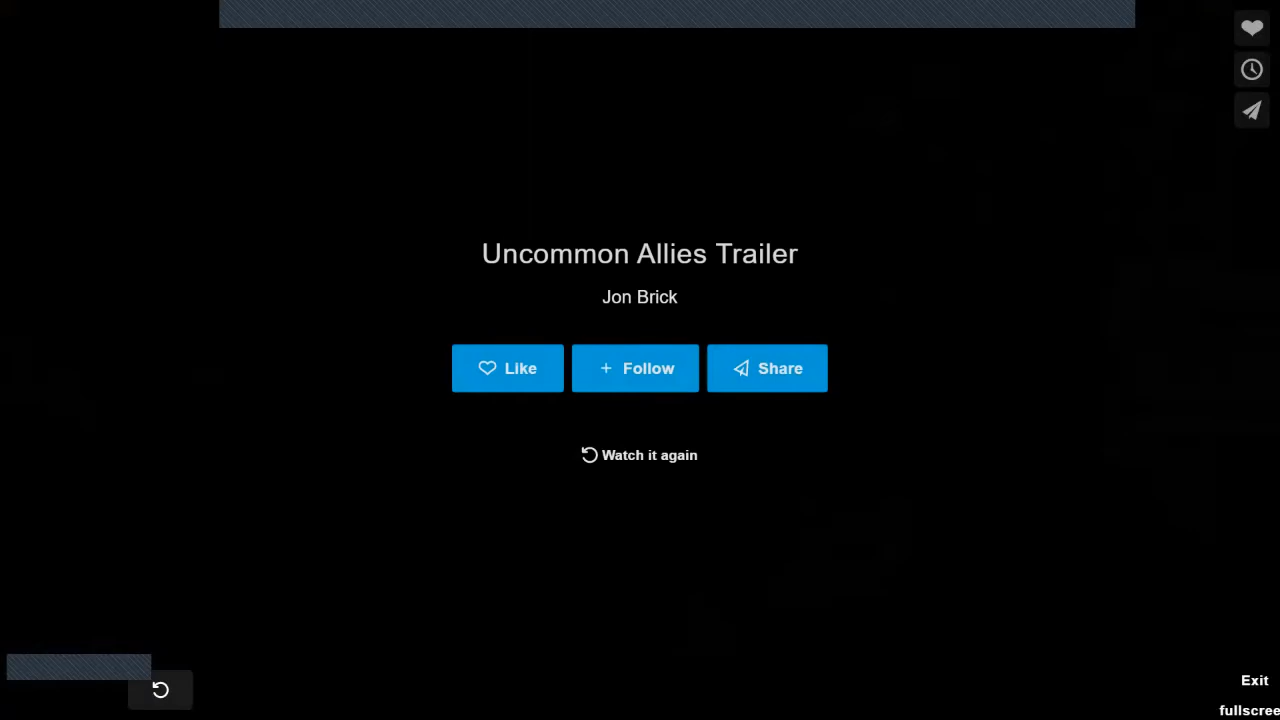 Uncommon Allies Trailer
Jon Brick
Like
Follow
Share
Watch it again
Exit
fullscree